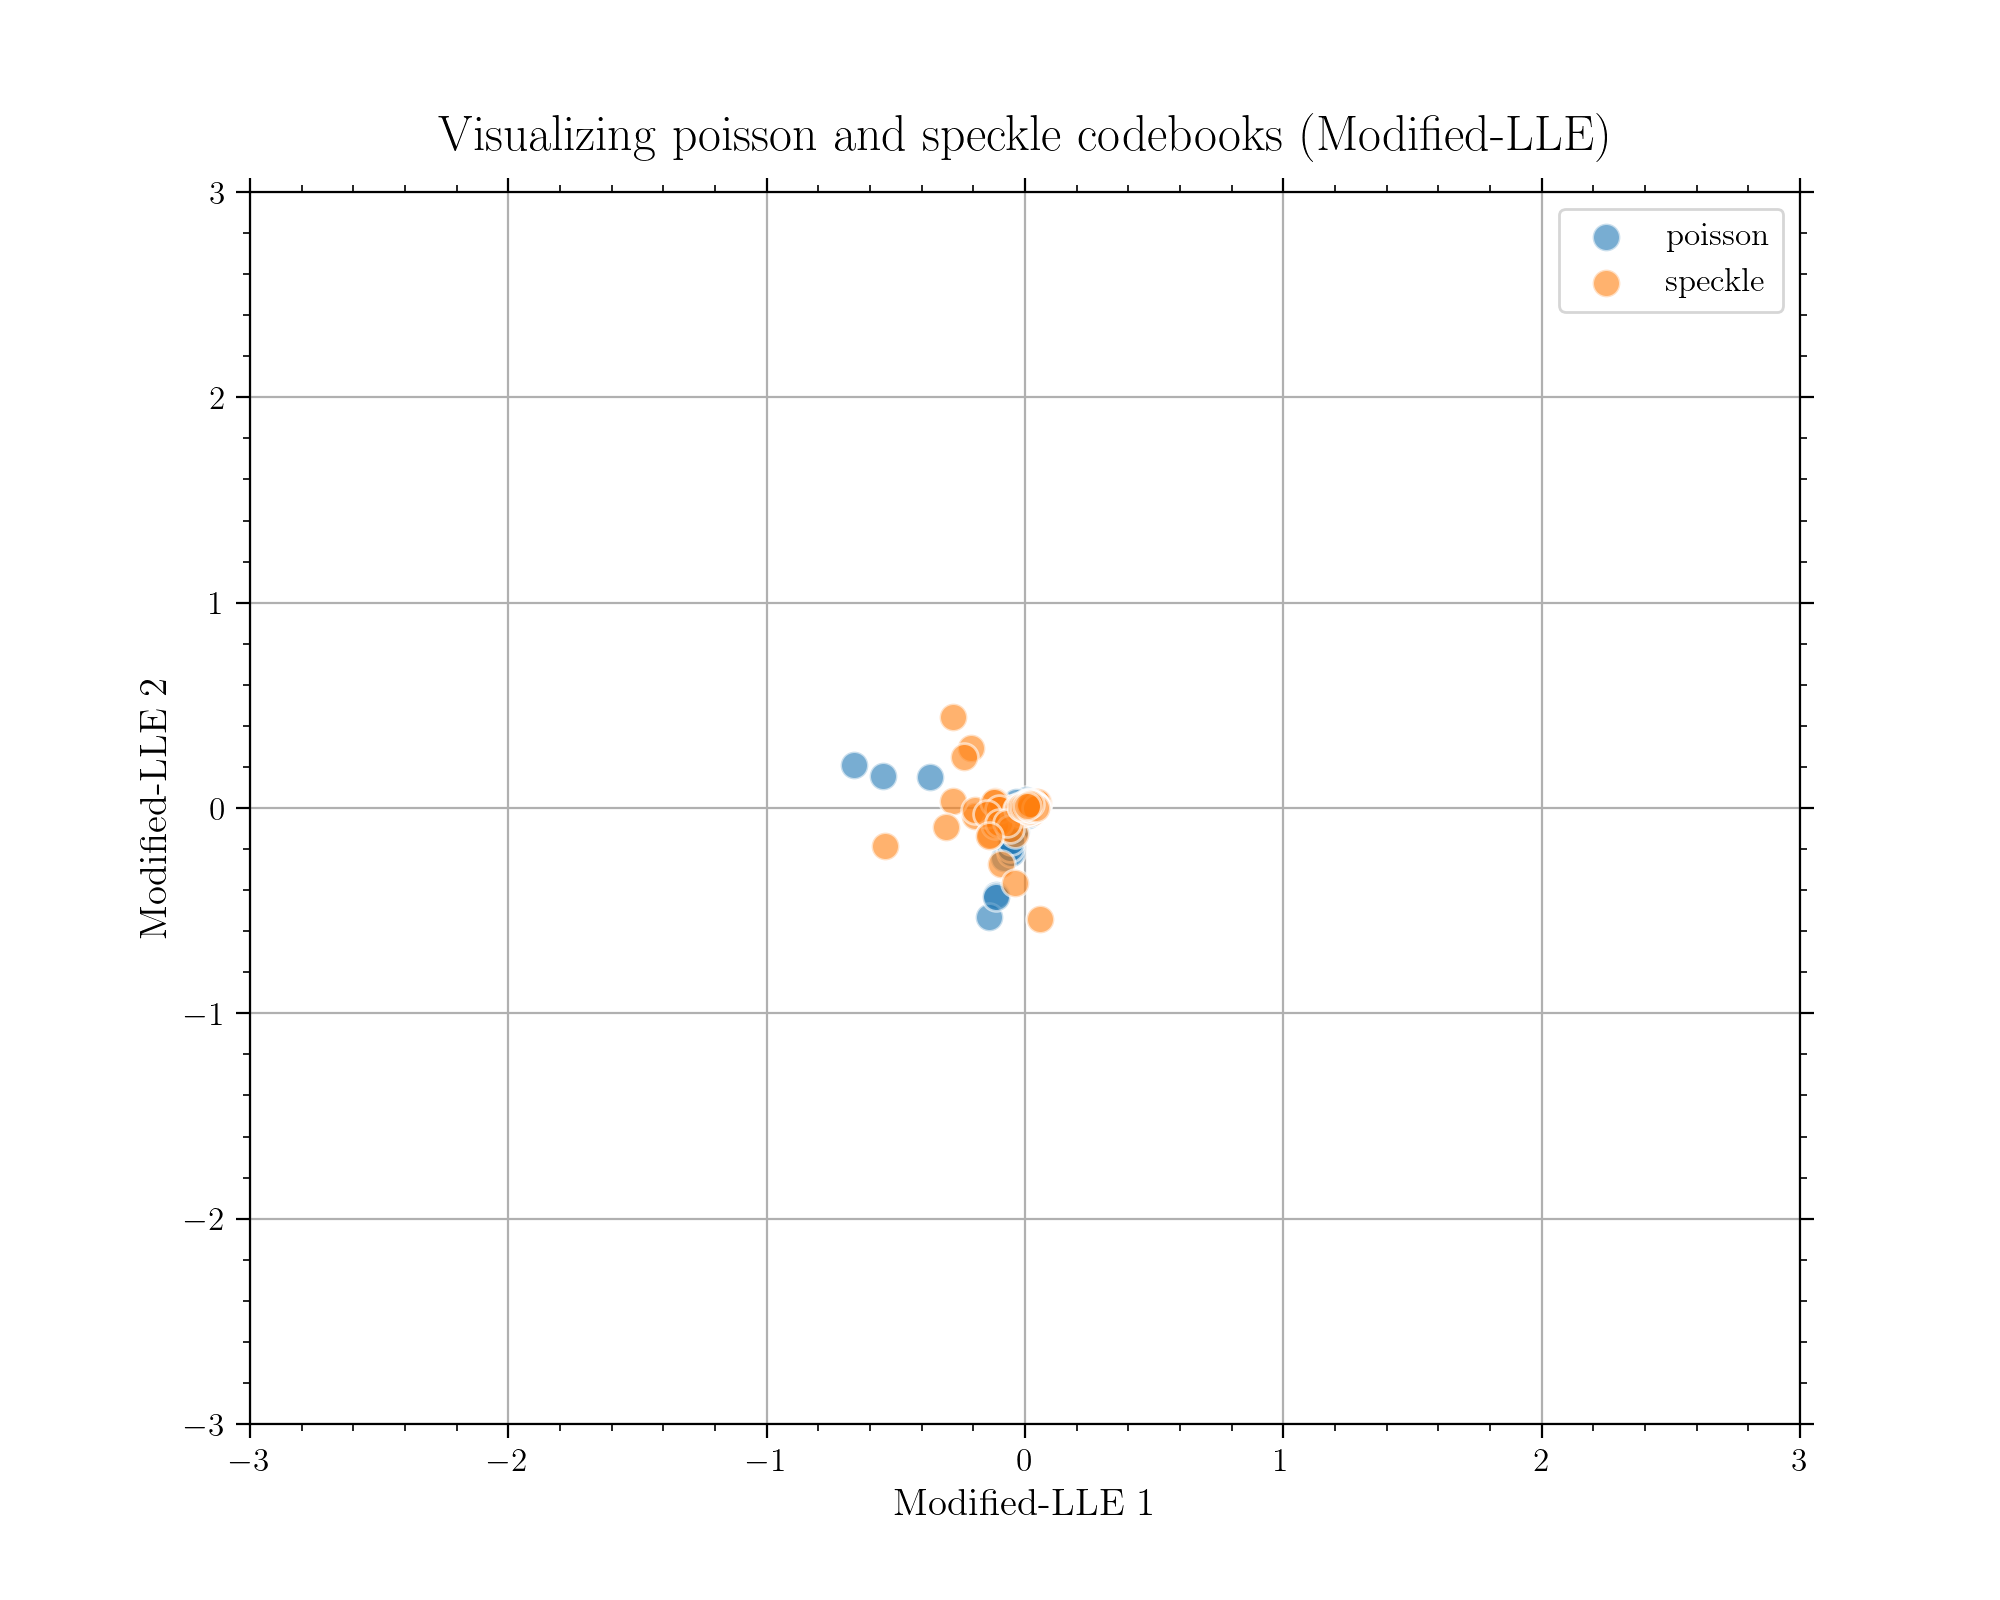 Visualizing poisson and speckle codebooks (Modified-LLE)
poisson
speckle
3
2
1
0
−1
−2
−3
Modified-LLE 2
−3
−2
−1
0
1
2
3
Modified-LLE 1